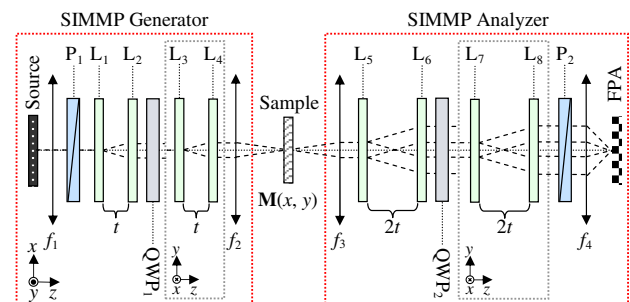 SIMMP Generator
SIMMP Analyzer
Source
P1
L1
L2
L3
L4
Sample
L5
L6
L7
L8
P2
FPA
t
t
M(x, y)
2t
2t
f1
QWP1
f2
f3
QWP2
f4
x
y
z
y
x
z
y
x
z